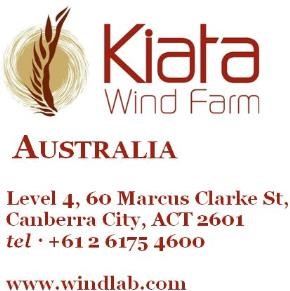 Kiata
Wind Farm
AUSTRALIA
Level 4, 60 Marcus Clarke St,
Canberra City, ACT 2601
tel · +61 2 6175 4600
www.windlab.com